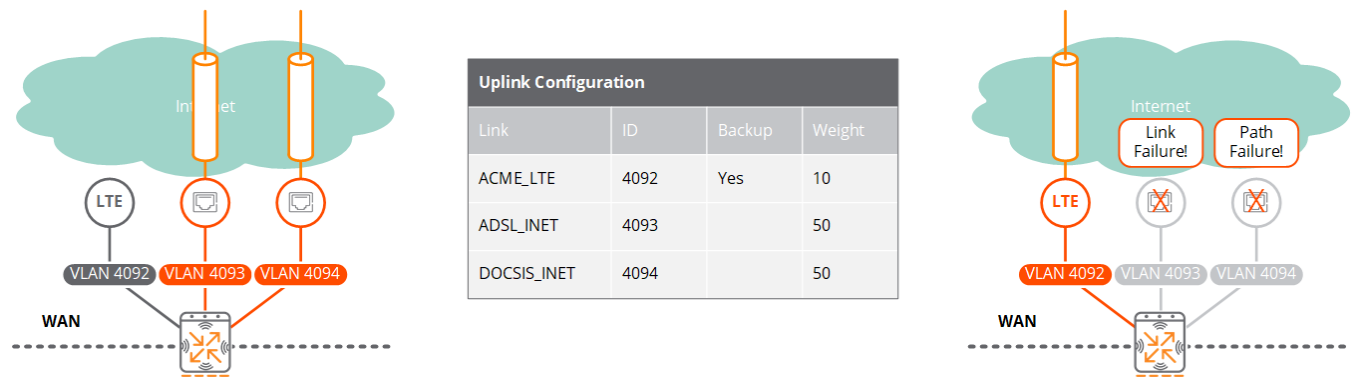 Internet
LTE
VLAN 4092 VLAN 4093 VLAN 4094
WAN
Uplink Configuration
Link ID Backup Weight
ACME_LTE 4092 Yes 10
ADSL_INET 4093 50
DOCSIS_INET 4094 50
Internet
Link
Failure!
Path
Failure!
LTE
VLAN 4092 VLAN 4093 VLAN 4094
WAN